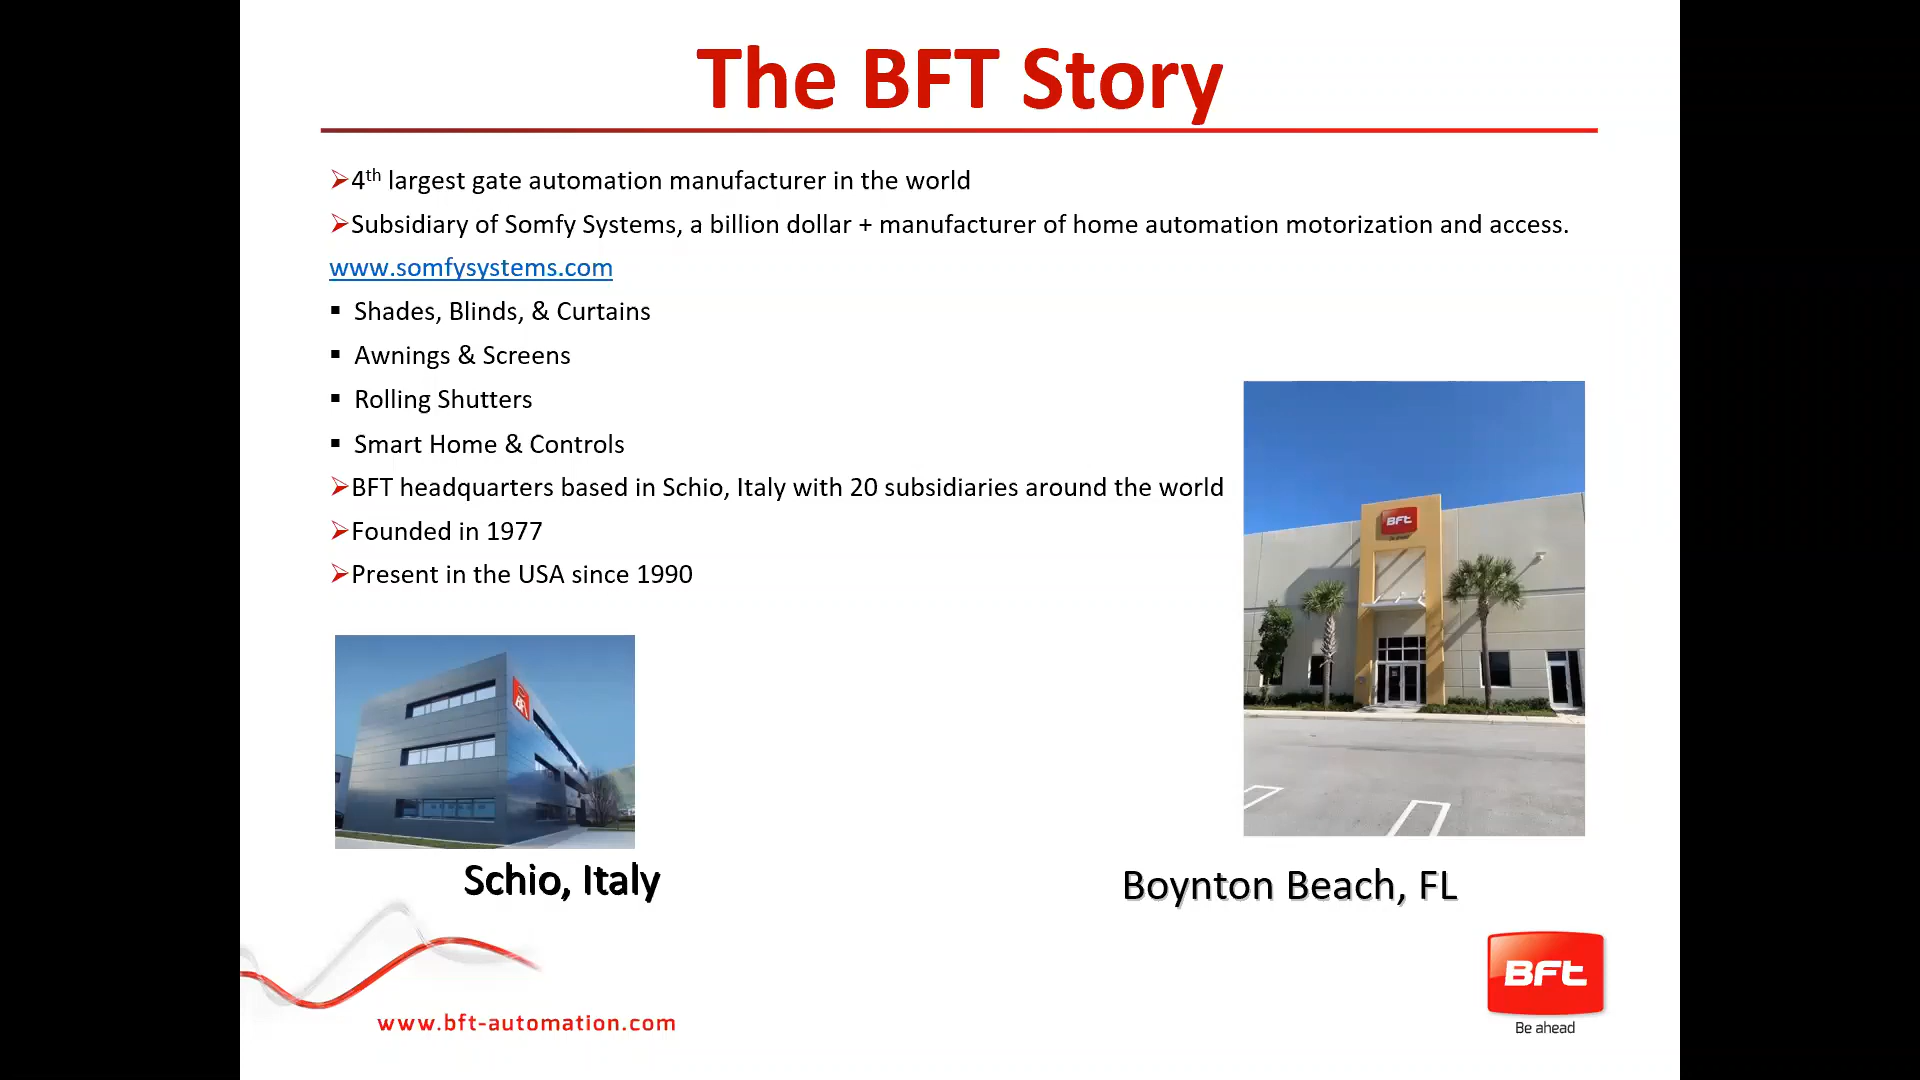 The BFT Story
➢4th largest gate automation manufacturer in the world
➢Subsidiary of Somfy Systems, a billion dollar + manufacturer of home automation motorization and access.
www.somfysystems.com
▪ Shades, Blinds, & Curtains
▪ Awnings & Screens
▪ Rolling Shutters
▪ Smart Home & Controls
➢BFT headquarters based in Schio, Italy with 20 subsidiaries around the world
➢Founded in 1977
➢Present in the USA since 1990
BFt
Schio, Italy
Boynton Beach, FL
BFt
Be ahead
www.bft-automation.com